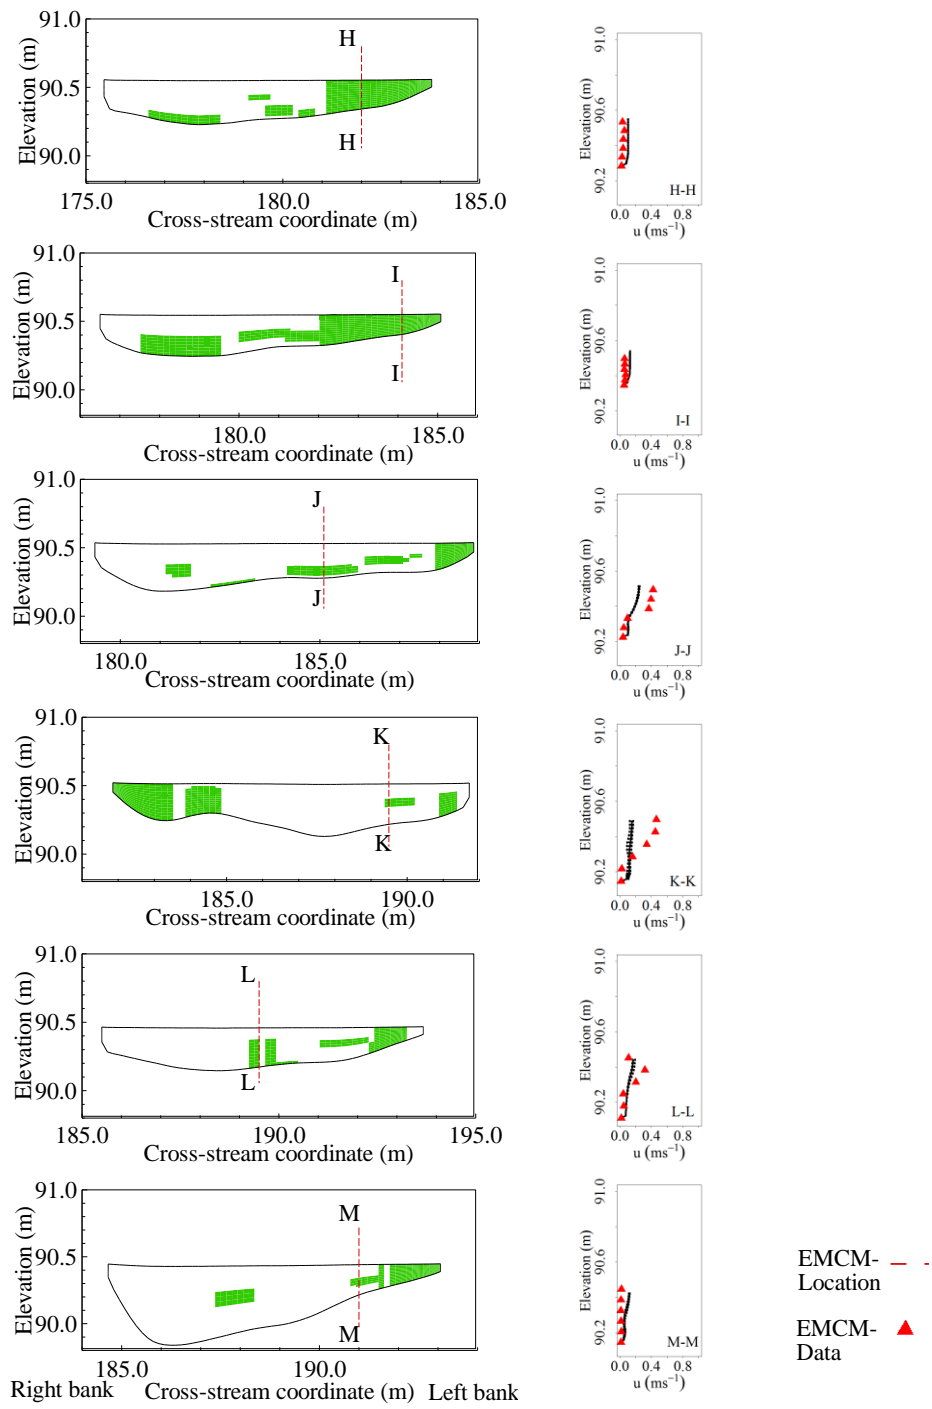 91.0
90.5
90.0
Elevation (m)
H
H
175.0 180.0 185.0
Cross-stream coordinate (m)
91.0
90.6
90.2
Elevation (m)
H-H
0.0 0.4 0.8
u (ms⁻¹)
91.0
90.5
90.0
Elevation (m)
I
I
180.0 185.0
Cross-stream coordinate (m)
91.0
90.6
90.2
Elevation (m)
I-I
0.0 0.4 0.8
u (ms⁻¹)
91.0
90.5
90.0
Elevation (m)
J
J
180.0 185.0
Cross-stream coordinate (m)
91.0
90.6
90.2
Elevation (m)
J-J
0.0 0.4 0.8
u (ms⁻¹)
91.0
90.5
90.0
Elevation (m)
K
K
185.0 190.0
Cross-stream coordinate (m)
91.0
90.6
90.2
Elevation (m)
K-K
0.0 0.4 0.8
u (ms⁻¹)
91.0
90.5
90.0
Elevation (m)
L
L
185.0 190.0 195.0
Cross-stream coordinate (m)
91.0
90.6
90.2
Elevation (m)
L-L
0.0 0.4 0.8
u (ms⁻¹)
91.0
90.5
90.0
Elevation (m)
M
M
185.0 190.0
Right bank Cross-stream coordinate (m) Left bank
91.0
90.6
90.2
Elevation (m)
M-M
0.0 0.4 0.8
u (ms⁻¹)
EMCM-
Location
EMCM-
Data